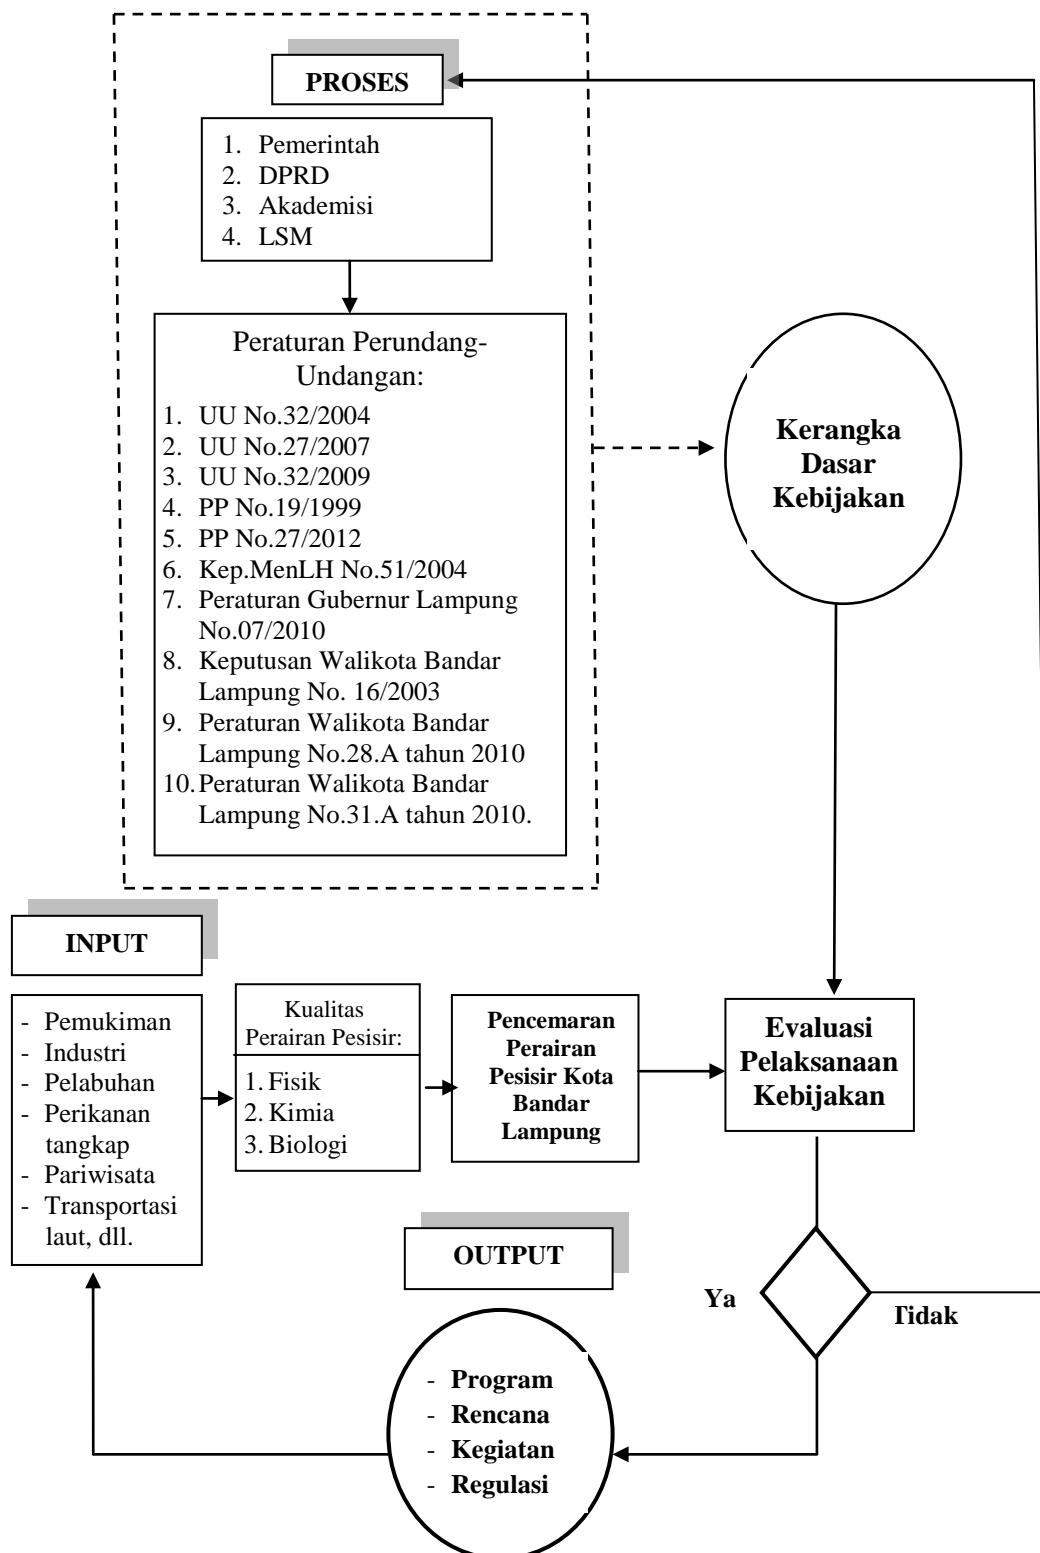 PROSES
1. Pemerintah
2. DPRD
3. Akademisi
4. LSM
Peraturan Perundang-
Undangan:
1. UU No.32/2004
2. UU No.27/2007
3. UU No.32/2009
4. PP No.19/1999
5. PP No.27/2012
6. Kep.MenLH No.51/2004
7. Peraturan Gubernur Lampung
No.07/2010
8. Keputusan Walikota Bandar
Lampung No. 16/2003
9. Peraturan Walikota Bandar
Lampung No.28.A tahun 2010
10. Peraturan Walikota Bandar
Lampung No.31.A tahun 2010.
Kerangka
Dasar
Kebijakan
INPUT
- Pemukiman
- Industri
- Pelabuhan
- Perikanan
tangkap
- Pariwisata
- Transportasi
laut, dll.
Kualitas
Perairan Pesisir:
1. Fisik
2. Kimia
3. Biologi
Pencemaran
Perairan
Pesisir Kota
Bandar
Lampung
Evaluasi
Pelaksanaan
Kebijakan
OUTPUT
Ya
Tidak
- Program
- Rencana
- Kegiatan
- Regulasi